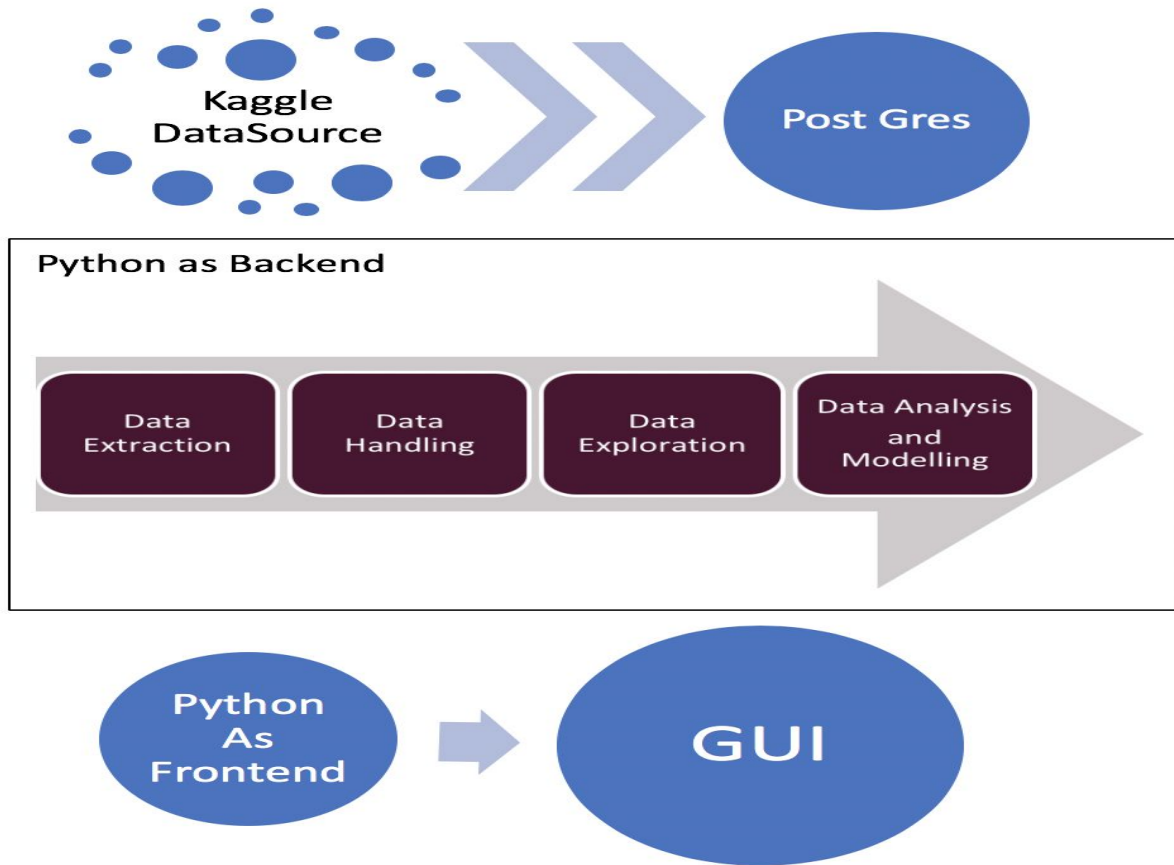 Kaggle
DataSource
Post Gres
Python as Backend
Data
Extraction
Data
Handling
Data
Exploration
Data Analysis
and
Modelling
Python
As
Frontend
GUI